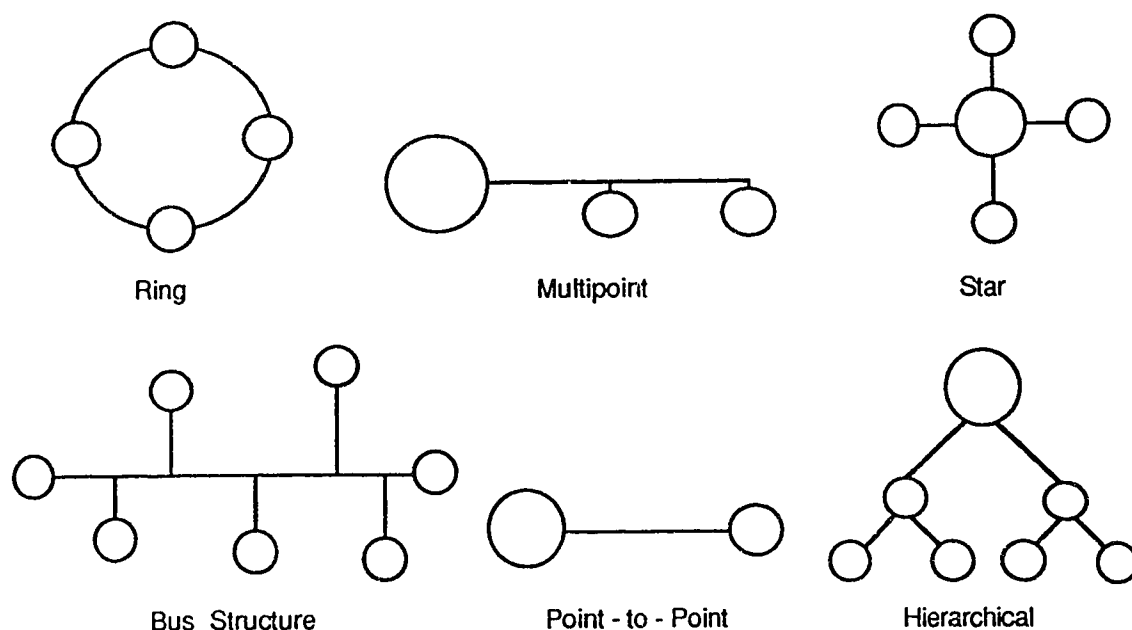 Ring
Multipoint
Star
Bus Structure
Point - to - Point
Hierarchical